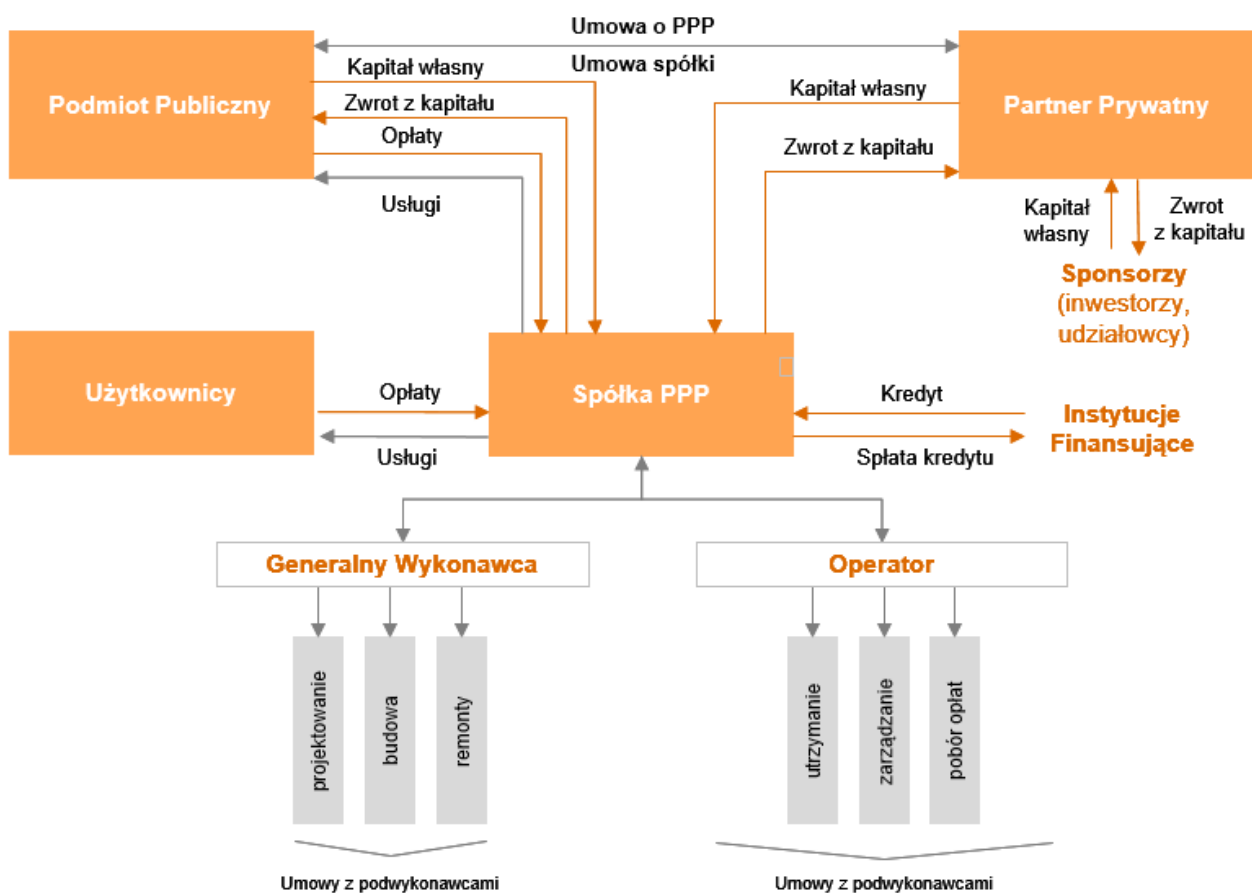 Umowa o PPP
Umowa spółki
Podmiot Publiczny
Kapitał własny
Zwrot z kapitału
Opłaty
Usługi
Kapitał własny
Zwrot z kapitału
Partner Prywatny
Kapitał
własny
Zwrot
z kapitału
Sponsorzy
(inwestorzy,
udziałowcy)
Użytkownicy
Opłaty
Usługi
Spółka PPP
Kredyt
Spłata kredytu
Instytucje
Finansujące
Generalny Wykonawca
Operator
projektowanie
budowa
remonty
utrzymanie
zarządzanie
pobór opłat
Umowy z podwykonawcami
Umowy z podwykonawcami